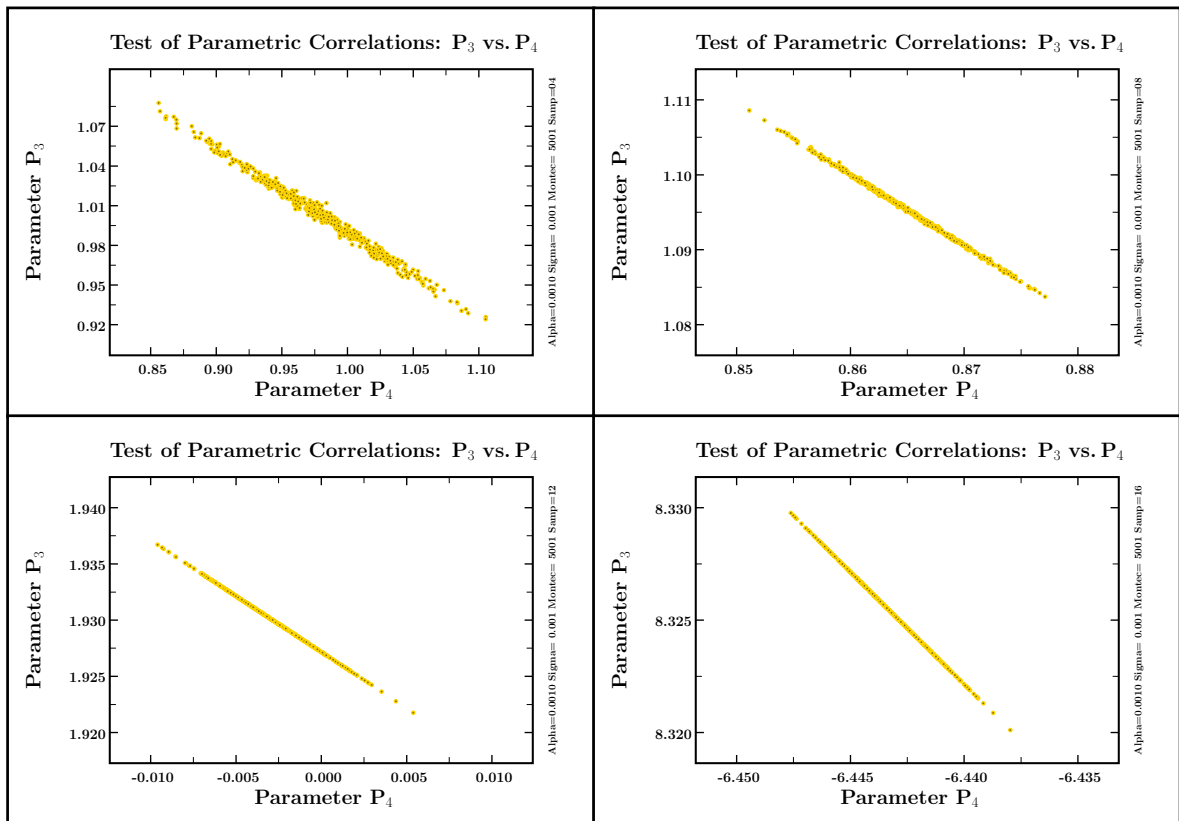 Test of Parametric Correlations: P3 vs. P4
Parameter P3
1.07
1.04
1.01
0.98
0.95
0.92
0.85 0.90 0.95 1.00 1.05 1.10
Parameter P4
Alpha=0.0010 Sigma= 0.001 Montec= 5001 Samp=04
Test of Parametric Correlations: P3 vs. P4
Parameter P3
1.11
1.10
1.09
1.08
0.85 0.86 0.87 0.88
Parameter P4
Alpha=0.0010 Sigma= 0.001 Montec= 5001 Samp=08
Test of Parametric Correlations: P3 vs. P4
Parameter P3
1.940
1.935
1.930
1.925
1.920
-0.010 -0.005 0.000 0.005 0.010
Parameter P4
Alpha=0.0010 Sigma= 0.001 Montec= 5001 Samp=12
Test of Parametric Correlations: P3 vs. P4
Parameter P3
8.330
8.325
8.320
-6.450 -6.445 -6.440 -6.435
Parameter P4
Alpha=0.0010 Sigma= 0.001 Montec= 5001 Samp=16